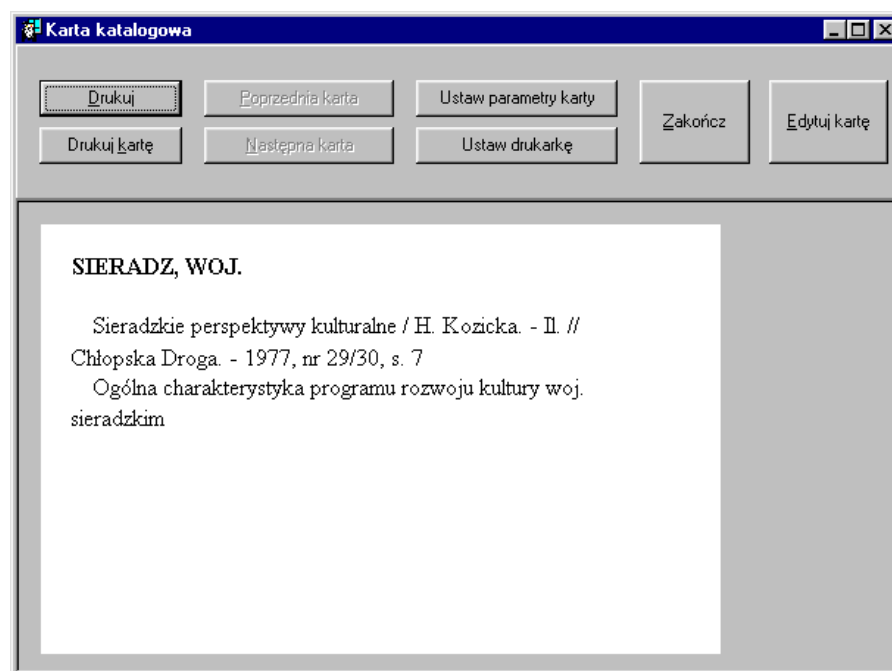 Karta katalogowa
Drukuj
Poprzednia karta
Ustaw parametry karty
Zakończ
Edytuj kartę
Drukuj kartę
Następna karta
Ustaw drukarkę
SIERADZ, WOJ.
Sieradzkie perspektywy kulturalne / H. Kozicka. - Il. //
Chłopska Droga. - 1977, nr 29/30, s. 7
Ogólna charakterystyka programu rozwoju kultury woj.
sieradzkim